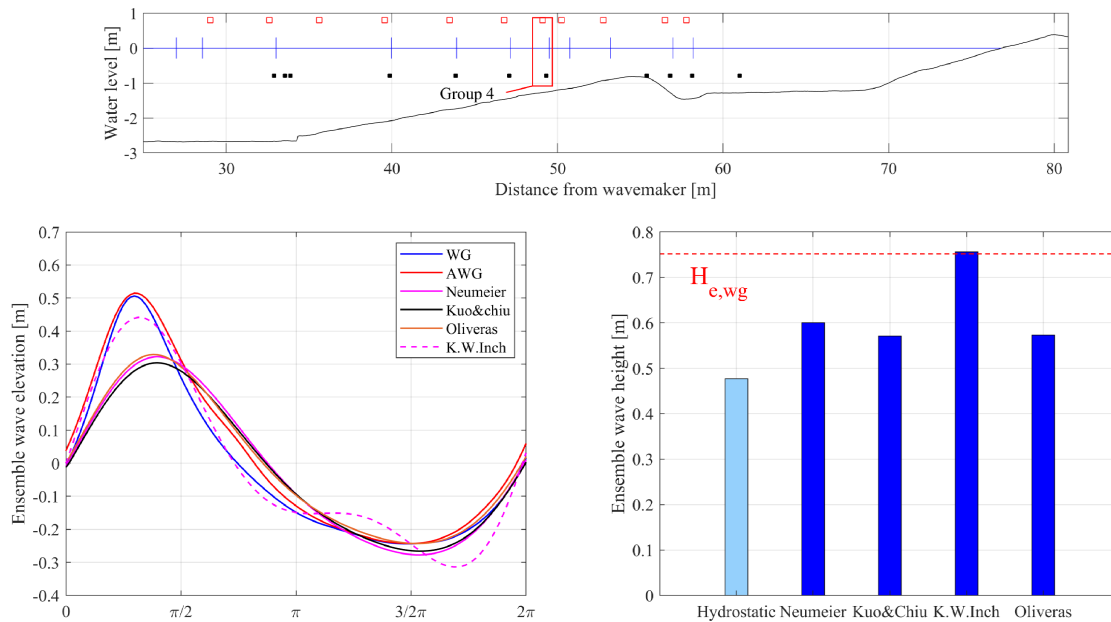 Water level [m]
1
0
-1
-2
-3
Group 4
30
40
50
60
70
80
Distance from wavemaker [m]
Ensemble wave elevation [m]
0.7
0.6
0.5
0.4
0.3
0.2
0.1
0
-0.1
-0.2
-0.3
-0.4
WG
AWG
Neumeier
Kuo&chiu
Oliveras
K.W.Inch
0
π/2
π
3/2π
2π
Ensemble wave height [m]
0.8
0.7
0.6
0.5
0.4
0.3
0.2
0.1
0
He,wg
Hydrostatic
Neumeier
Kuo&Chiu
K.W.Inch
Oliveras